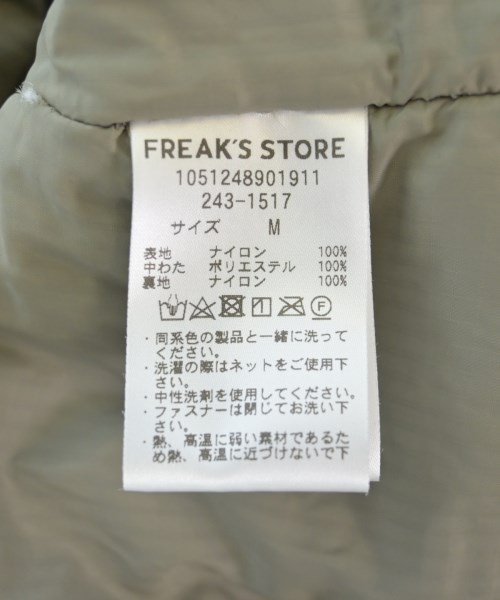 FREAK'S STORE
1051248901911
243-1517
サイズ M
表地 ナイロン 100%
中わた ポリエステル 100%
裏地 ナイロン 100%
・同系色の製品と一緒に洗って
ください。
・洗濯の際はネットをご使用下
さい。
・中性洗剤を使用してください。
・ファスナーは閉じてお洗い下
さい。
・熱、高温に弱い素材であるた
め熱、高温に近づけないで下